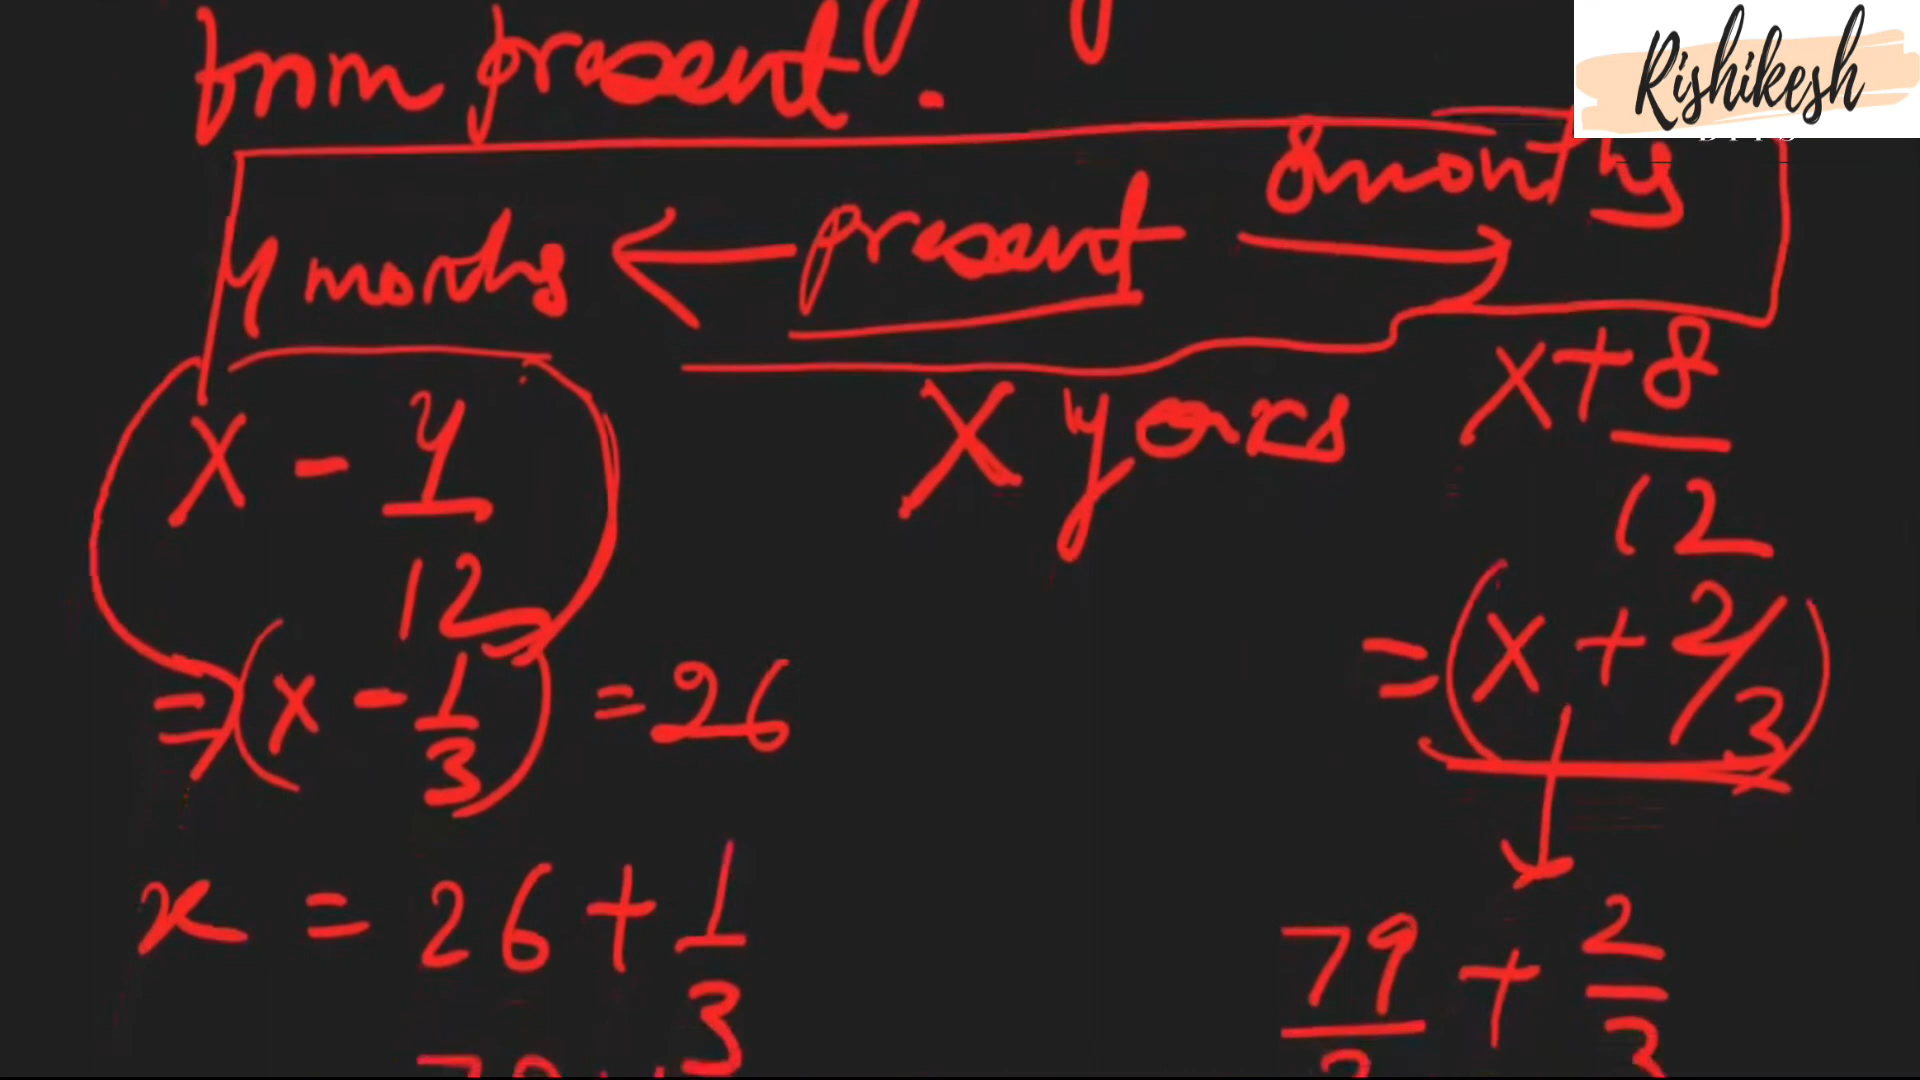 from present.
Rishikesh
4 months ← present → 8 months
x - 4/12
x years
x + 8/12
⇒ (x - 1/3) = 26
= (x + 2/3)
x = 26 + 1/3
79/3 + 2/3